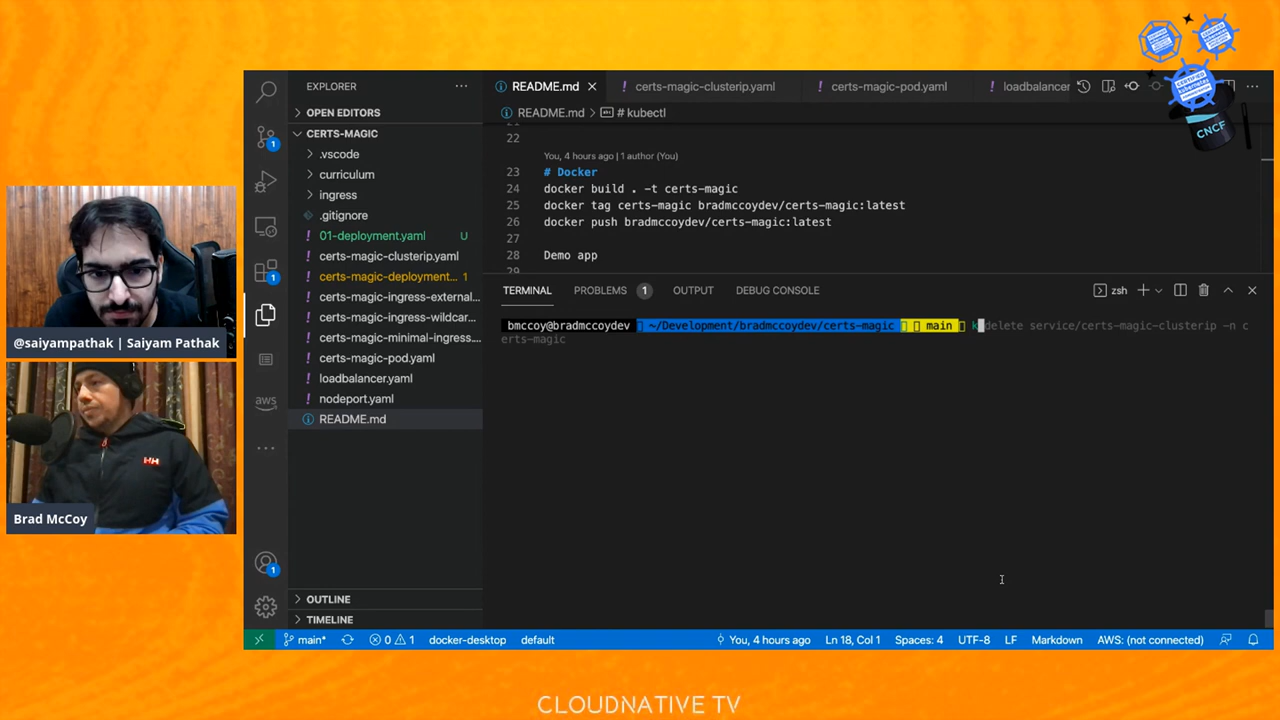 CNCF
EXPLORER
OPEN EDITORS
CERTS-MAGIC
.vscode
curriculum
ingress
.gitignore
01-deployment.yaml U
certs-magic-clusterip.yaml
certs-magic-deployment... 1
certs-magic-ingress-external...
certs-magic-ingress-wildcar...
certs-magic-minimal-ingress....
certs-magic-pod.yaml
loadbalancer.yaml
nodeport.yaml
README.md
OUTLINE
TIMELINE
README.md certs-magic-clusterip.yaml certs-magic-pod.yaml loadbalancer
README.md > # kubectl
22
You, 4 hours ago | 1 author (You)
23 # Docker
24 docker build . -t certs-magic
25 docker tag certs-magic bradmccoydev/certs-magic:latest
26 docker push bradmccoydev/certs-magic:latest
27
28 Demo app
29
TERMINAL PROBLEMS 1 OUTPUT DEBUG CONSOLE zsh
bmccoy@bradmccoydev ~/Development/bradmccoydev/certs-magic main k delete service/certs-magic-clusterip -n c
erts-magic
@saiyampathak | Saiyam Pathak
HH
Brad McCoy
1
1
1
aws
main* 0 1 docker-desktop default You, 4 hours ago Ln 18, Col 1 Spaces: 4 UTF-8 LF Markdown AWS: (not connected)
CLOUDNATIVE TV